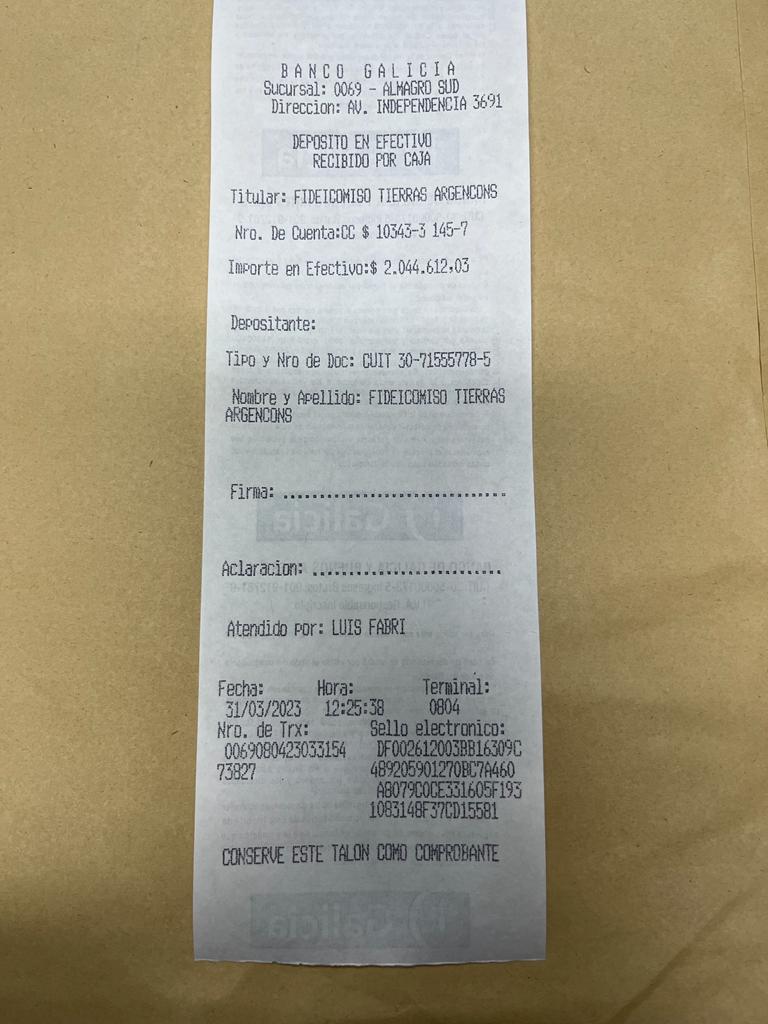 BANCO GALICIA
Sucursal: 0069 - ALMAGRO SUD
Direccion: AV. INDEPENDENCIA 3691
DEPOSITO EN EFECTIVO
RECIBIDO POR CAJA
Titular: FIDEICOMISO TIERRAS ARGENCONS
Nro. De Cuenta:CC $ 10343-3 145-7
Importe en Efectivo:$ 2.044.612,03
Depositante:
Tipo y Nro de Doc: CUIT 30-71555778-5
Nombre y Apellido: FIDEICOMISO TIERRAS
ARGENCONS
Firma: ..................................
Aclaracion: .............................
Atendido por: LUIS FABRI
Fecha: Hora: Terminal:
31/03/2023 12:25:38 0804
Nro. de Trx: Sello electronico:
0069080423033154 DF002612003BB16309C
73827 489205901270BC7A460
A8079C0CE331605F193
1083148F37CD15581
CONSERVE ESTE TALON COMO COMPROBANTE
Galicia
Galicia